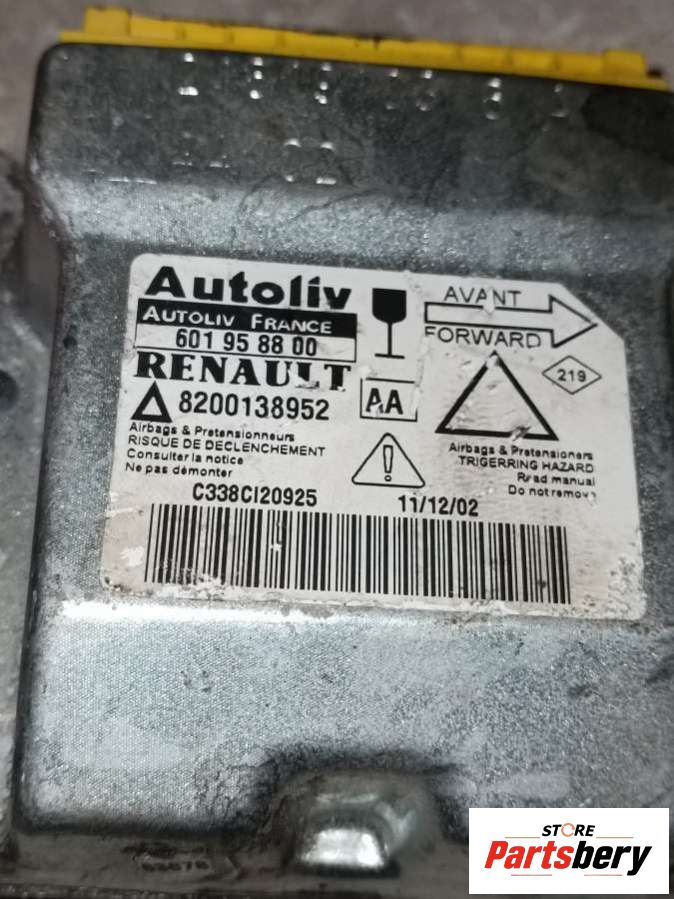 Autoliv
AUTOLIV FRANCE
601 95 88 00
RENAULT
8200138952
AA
AVANT
FORWARD
219
Airbags & Pretensionneurs
RISQUE DE DECLENCHEMENT
Consulter la notice
Ne pas démonter
Airbags & Pretensioners
TRIGERRING HAZARD
Read manual
Do not remove
C338CI20925
11/12/02
STORE
Partsbery